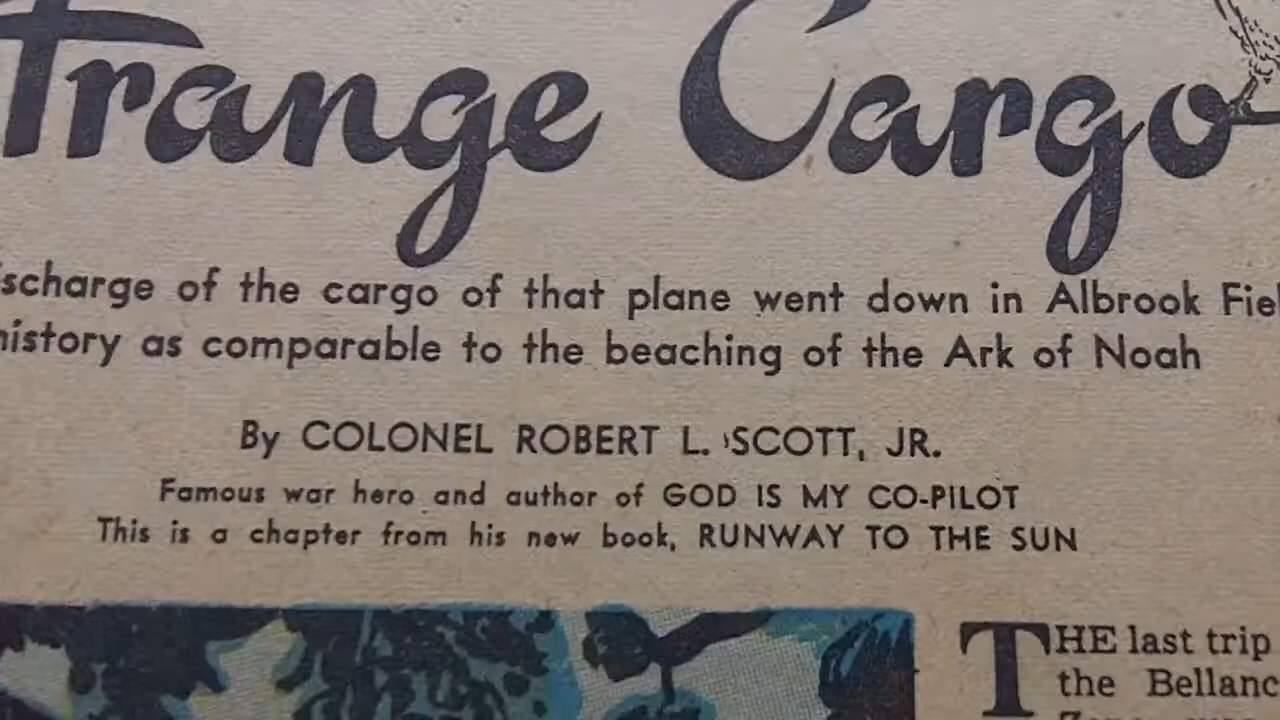 trange Cargo
scharge of the cargo of that plane went down in Albrook Fiel
history as comparable to the beaching of the Ark of Noah
By COLONEL ROBERT L. SCOTT, JR.
Famous war hero and author of GOD IS MY CO-PILOT
This is a chapter from his new book, RUNWAY TO THE SUN
THE last trip
the Bellanc